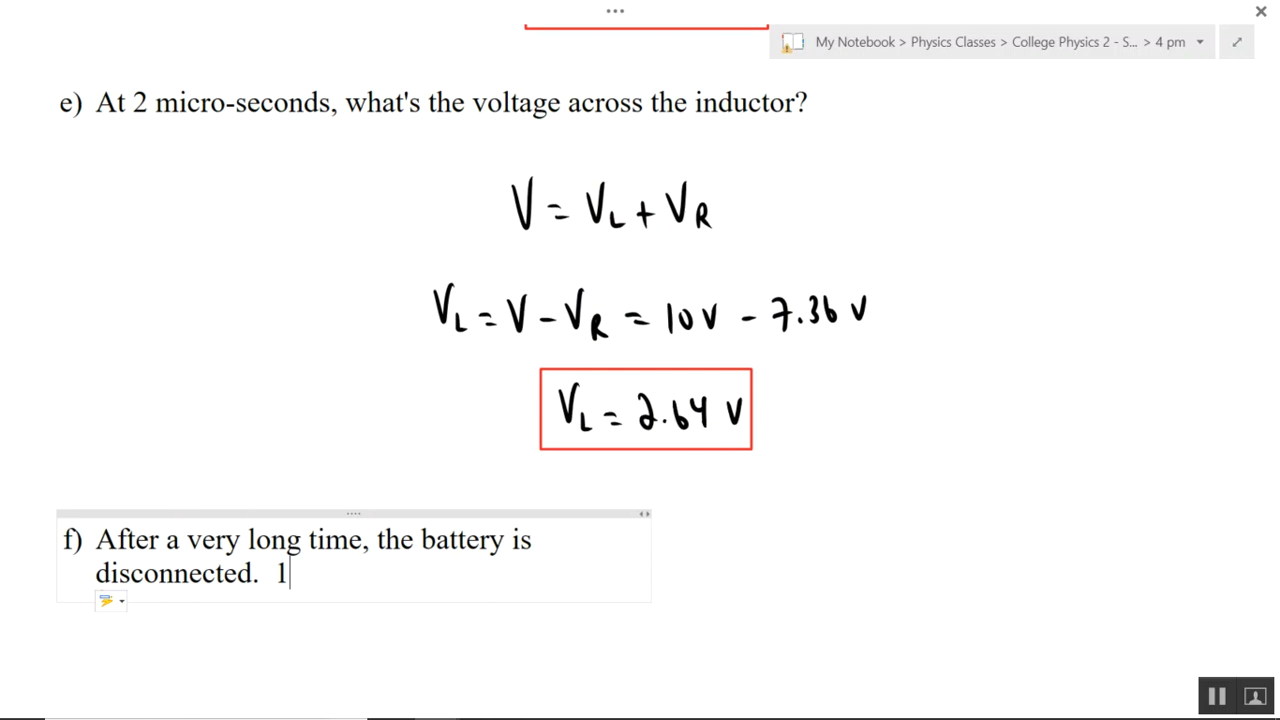 My Notebook > Physics Classes > College Physics 2 - S... > 4 pm
e) At 2 micro-seconds, what's the voltage across the inductor?
V = VL + VR
VL = V - VR = 10 V - 7.36 V
VL = 2.64 V
f) After a very long time, the battery is
disconnected. 1